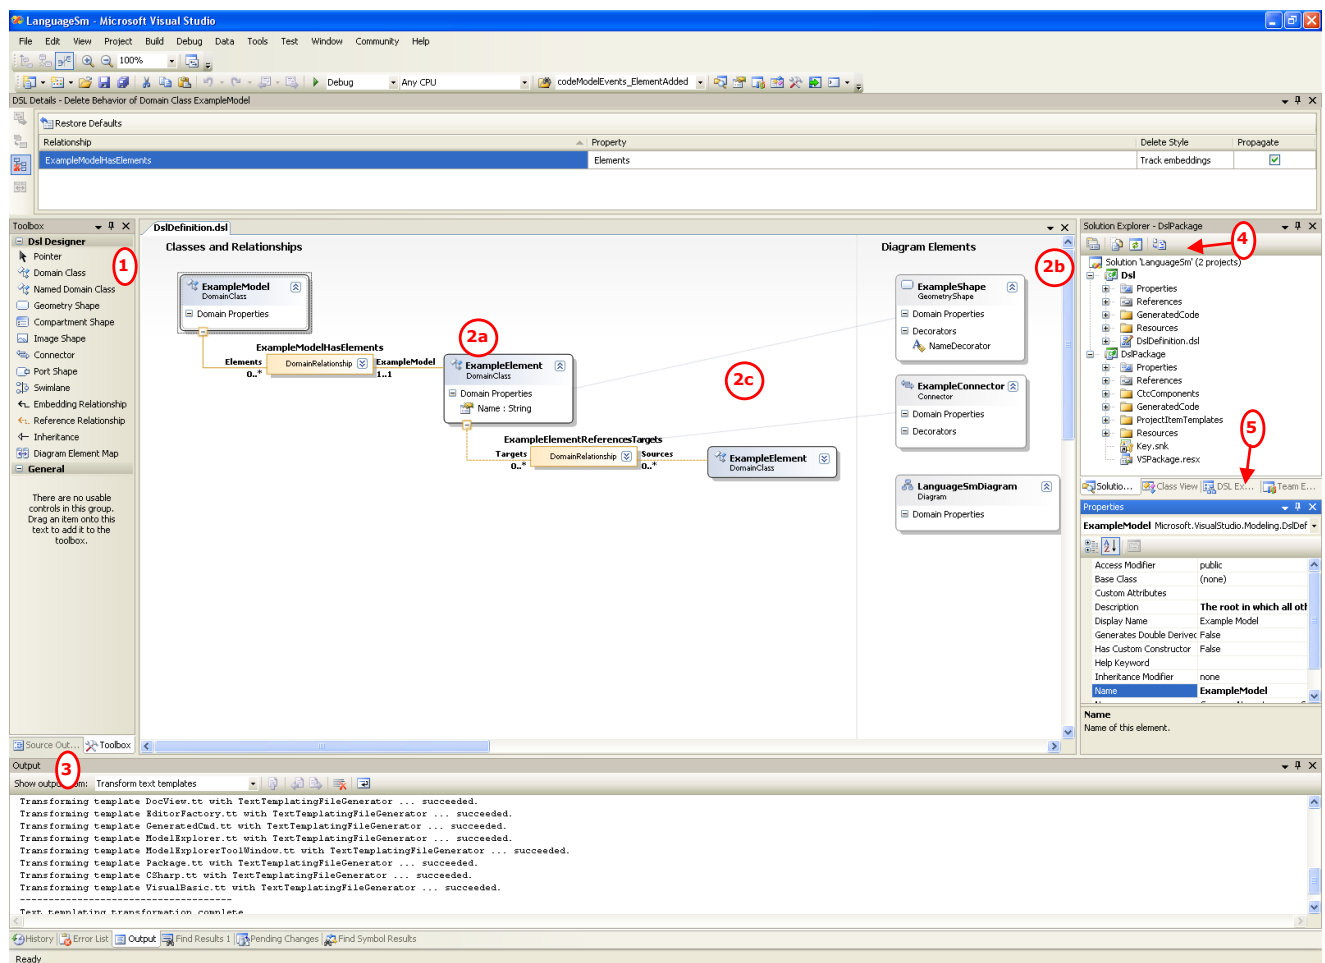 LanguageSm - Microsoft Visual Studio
File Edit View Project Build Debug Data Tools Test Window Community Help
100%
Debug Any CPU codeModelEvents_ElementAdded
DSL Details - Delete Behavior of Domain Class ExampleModel
Restore Defaults
Relationship Property Delete Style Propagate
ExampleModelHasElements Elements Track embeddings
Toolbox
Dsl Designer
Pointer
Domain Class
Named Domain Class
Geometry Shape
Compartment Shape
Image Shape
Connector
Port Shape
Swimlane
Embedding Relationship
Reference Relationship
Inheritance
Diagram Element Map
General
There are no usable
controls in this group.
Drag an item onto this
text to add it to the
toolbox.
Source Out... Toolbox
1
DslDefinition.dsl
Classes and Relationships
Diagram Elements
ExampleModel
DomainClass
Domain Properties
ExampleModelHasElements
Elements DomainRelationship ExampleModel
0..* 1..1
2a
ExampleElement
DomainClass
Domain Properties
Name : String
ExampleElementReferencesTargets
Targets DomainRelationship Sources
0..* 0..*
ExampleElement
DomainClass
2c
2b
ExampleShape
GeometryShape
Domain Properties
Decorators
NameDecorator
ExampleConnector
Connector
Domain Properties
Decorators
LanguageSmDiagram
Diagram
Domain Properties
Solution Explorer - DslPackage
4
Solution 'LanguageSm' (2 projects)
Dsl
Properties
References
GeneratedCode
Resources
DslDefinition.dsl
DslPackage
Properties
References
CtcComponents
GeneratedCode
ProjectItemTemplates
Resources
Key.snk
VSPackage.resx
5
Solutio... Class View DSL Ex... Team E...
Properties
ExampleModel Microsoft.VisualStudio.Modeling.DslDef
Access Modifier public
Base Class (none)
Custom Attributes
Description The root in which all oth
Display Name Example Model
Generates Double Derived False
Has Custom Constructor False
Help Keyword
Inheritance Modifier none
Name ExampleModel
Name
Name of this element.
Output
3
Show output from: Transform text templates
Transforming template DocView.tt with TextTemplatingFileGenerator ... succeeded.
Transforming template EditorFactory.tt with TextTemplatingFileGenerator ... succeeded.
Transforming template GeneratedCmd.tt with TextTemplatingFileGenerator ... succeeded.
Transforming template ModelExplorer.tt with TextTemplatingFileGenerator ... succeeded.
Transforming template ModelExplorerToolWindow.tt with TextTemplatingFileGenerator ... succeeded.
Transforming template Package.tt with TextTemplatingFileGenerator ... succeeded.
Transforming template CSharp.tt with TextTemplatingFileGenerator ... succeeded.
Transforming template VisualBasic.tt with TextTemplatingFileGenerator ... succeeded.
-------------------------------------
Text templating transformation complete
History Error List Output Find Results 1 Pending Changes Find Symbol Results
Ready